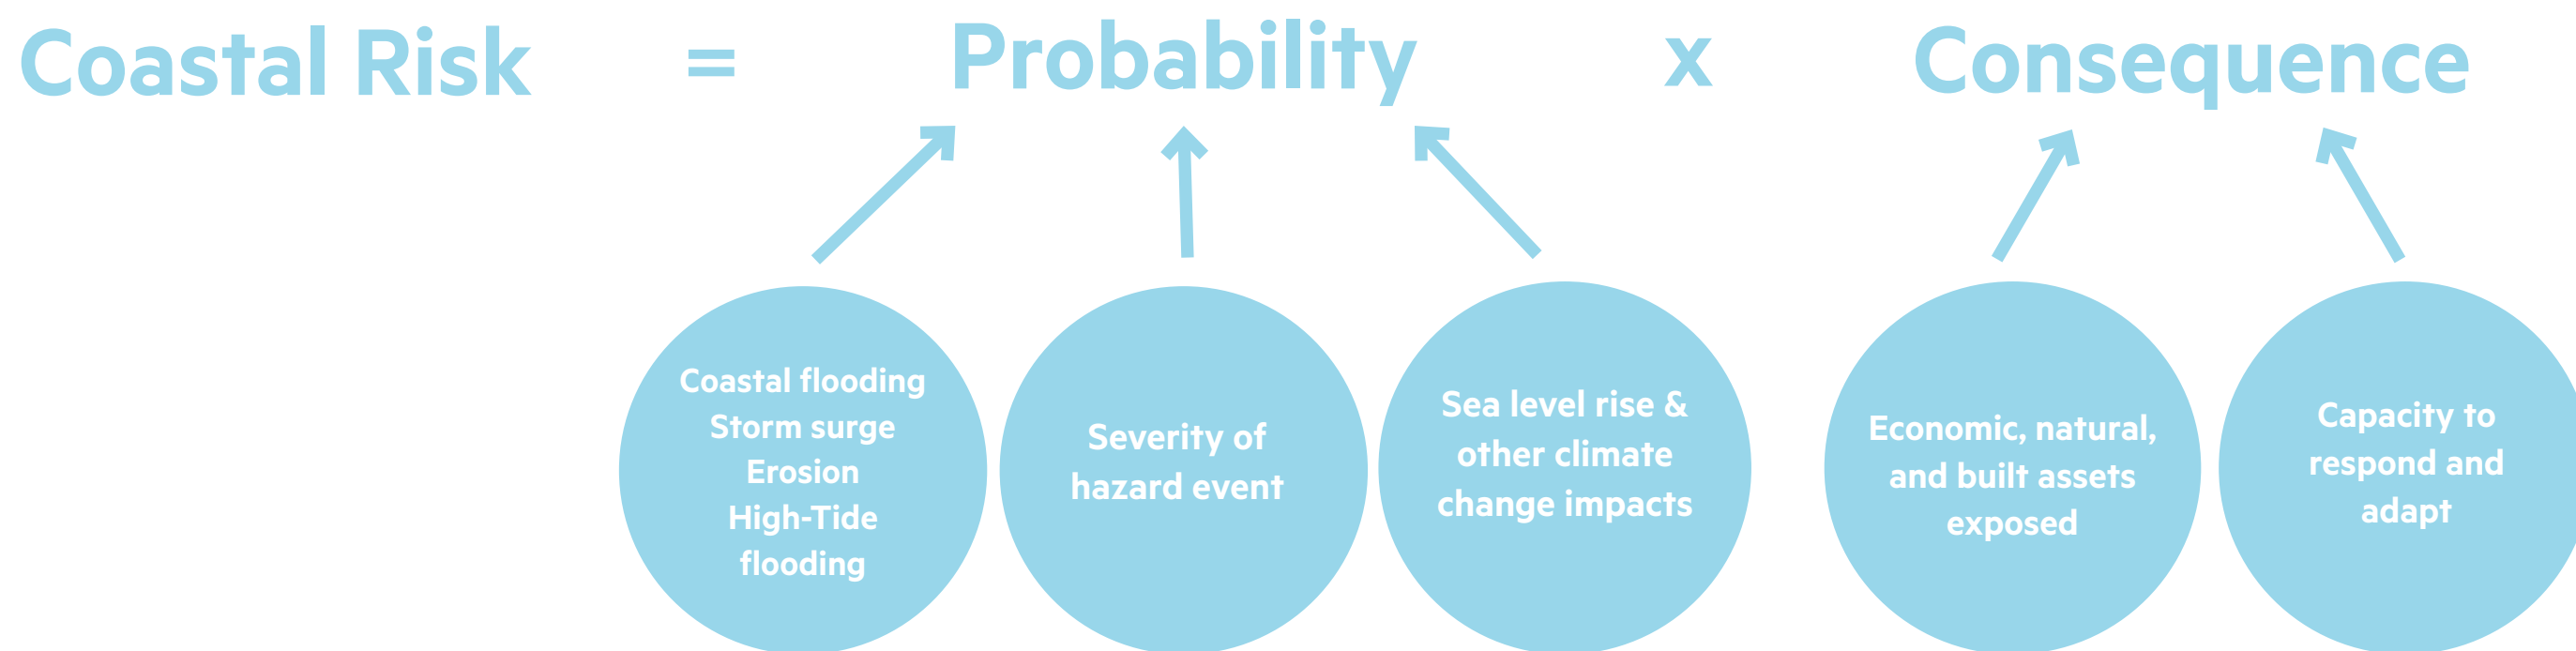 Coastal Risk = Probability x Consequence
Coastal flooding
Storm surge
Erosion
High-Tide
flooding
Severity of
hazard event
Sea level rise &
other climate
change impacts
Economic, natural,
and built assets
exposed
Capacity to
respond and
adapt